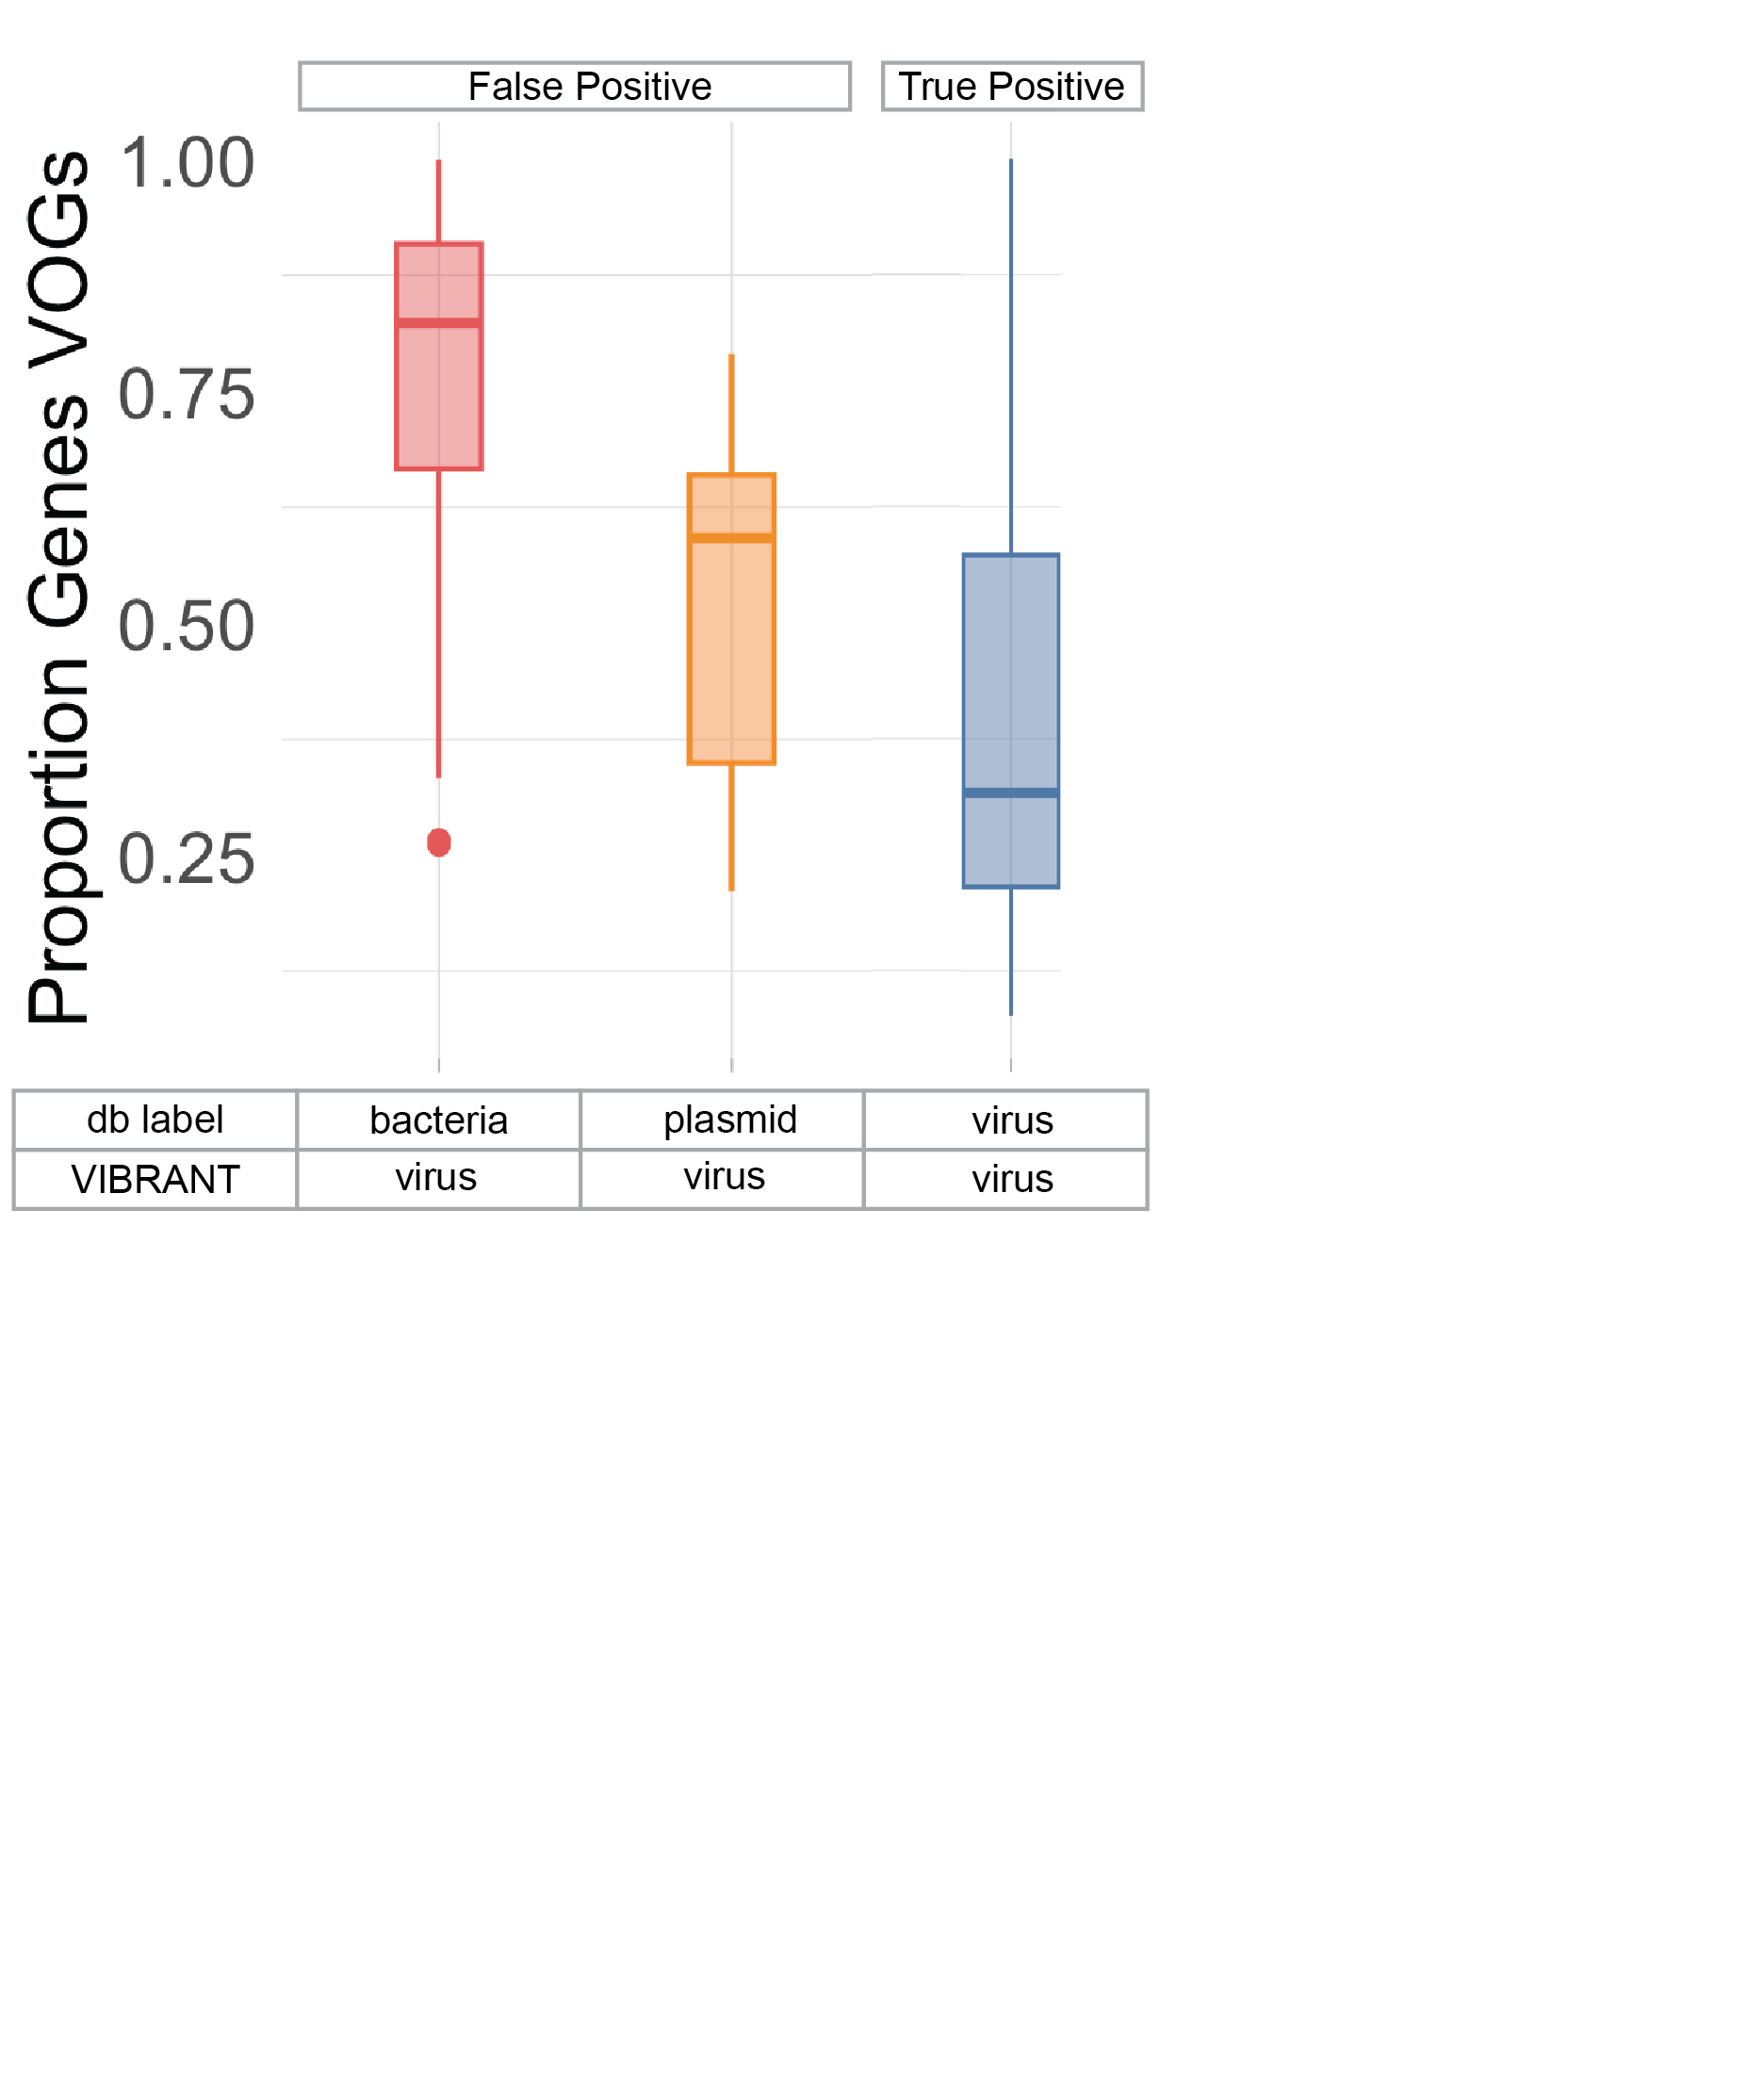 False Positive
True Positive
Proportion Genes VOGs
1.00
0.75
0.50
0.25
db label bacteria plasmid virus
VIBRANT virus virus virus